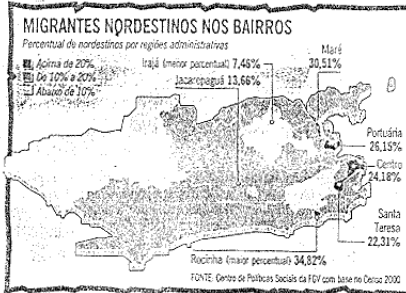 MIGRANTES NORDESTINOS NOS BAIRROS
Percentual de nordestinos por regiões administrativas
Acima de 20%
De 10% a 20%
Abaixo de 10%
Irajá (menor percentual) 7,46%
Jacarepaguá 13,66%
Maré
30,51%
Portuária
26,15%
Centro
24,18%
Santa
Teresa
22,31%
Rocinha (maior percentual) 34,82%
FONTE: Centro de Políticas Sociais da FGV com base no Censo 2000